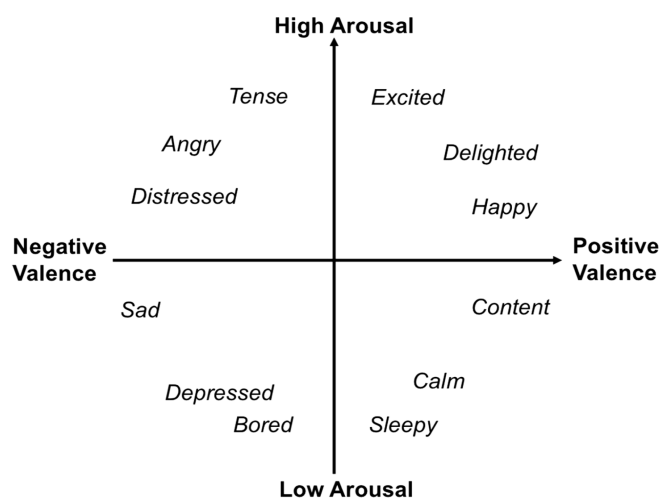 High Arousal
Tense
Excited
Angry
Delighted
Distressed
Happy
Negative
Valence
Positive
Valence
Sad
Content
Depressed
Calm
Bored
Sleepy
Low Arousal